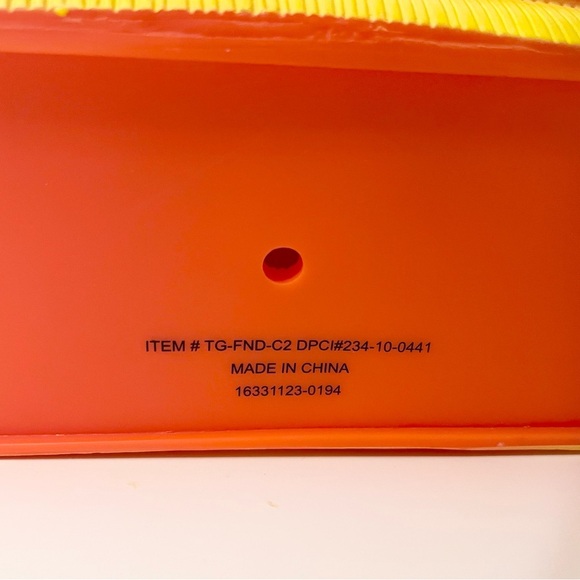 ITEM # TG-FND-C2 DPCI#234-10-0441
MADE IN CHINA
16331123-0194